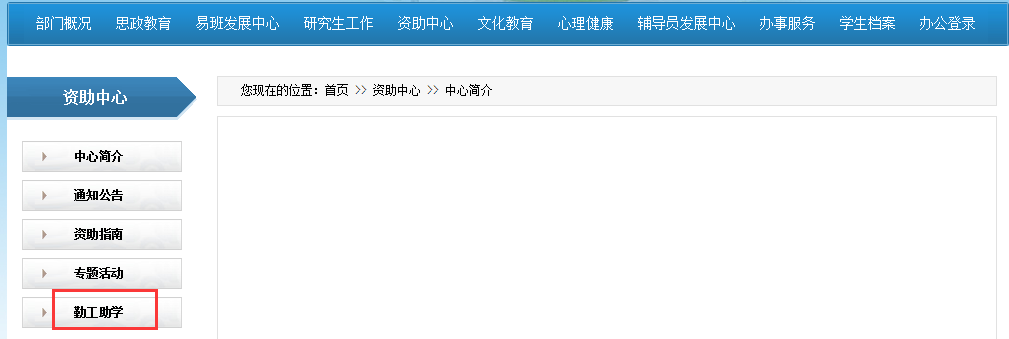 部门概况 思政教育 易班发展中心 研究生工作 资助中心 文化教育 心理健康 辅导员发展中心 办事服务 学生档案 办公登录
资助中心
中心简介
通知公告
资助指南
专题活动
勤工助学
您现在的位置：首页 >> 资助中心 >> 中心简介